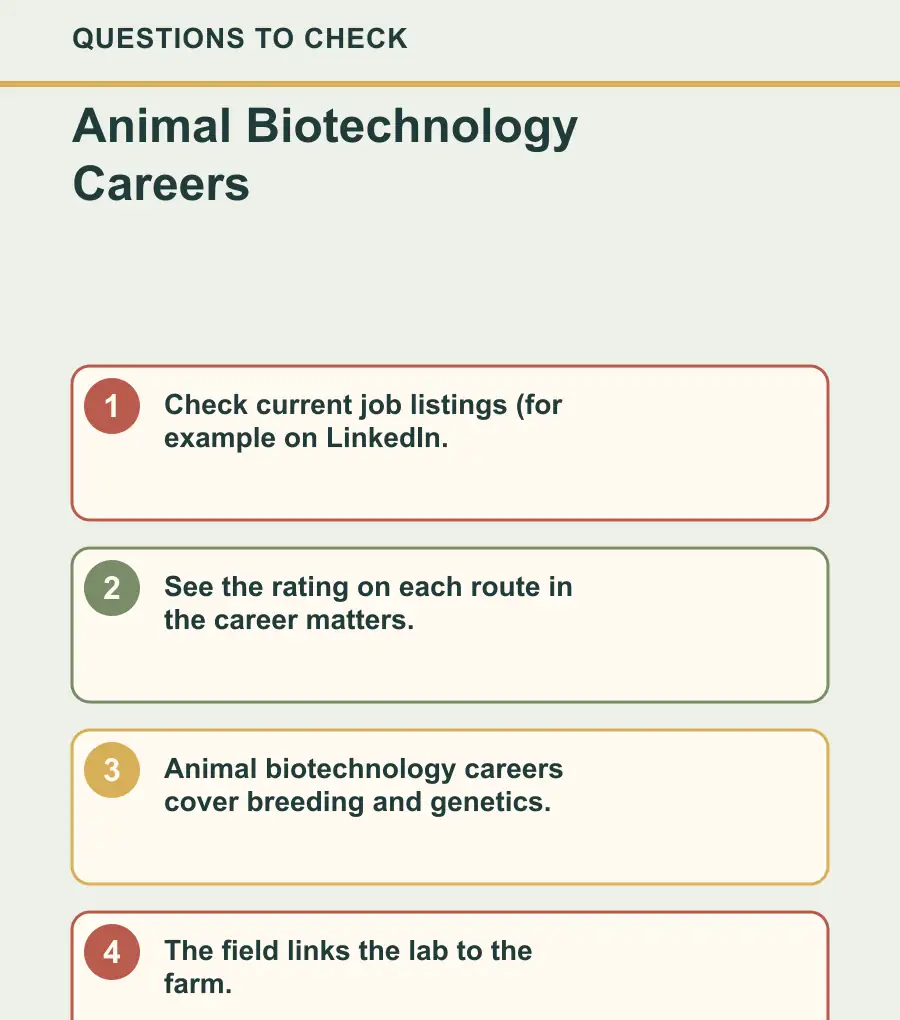 QUESTIONS TO CHECK
Animal Biotechnology
Careers
1
Check current job listings (for
example on LinkedIn.
2
See the rating on each route in
the career matters.
3
Animal biotechnology careers
cover breeding and genetics.
4
The field links the lab to the
farm.